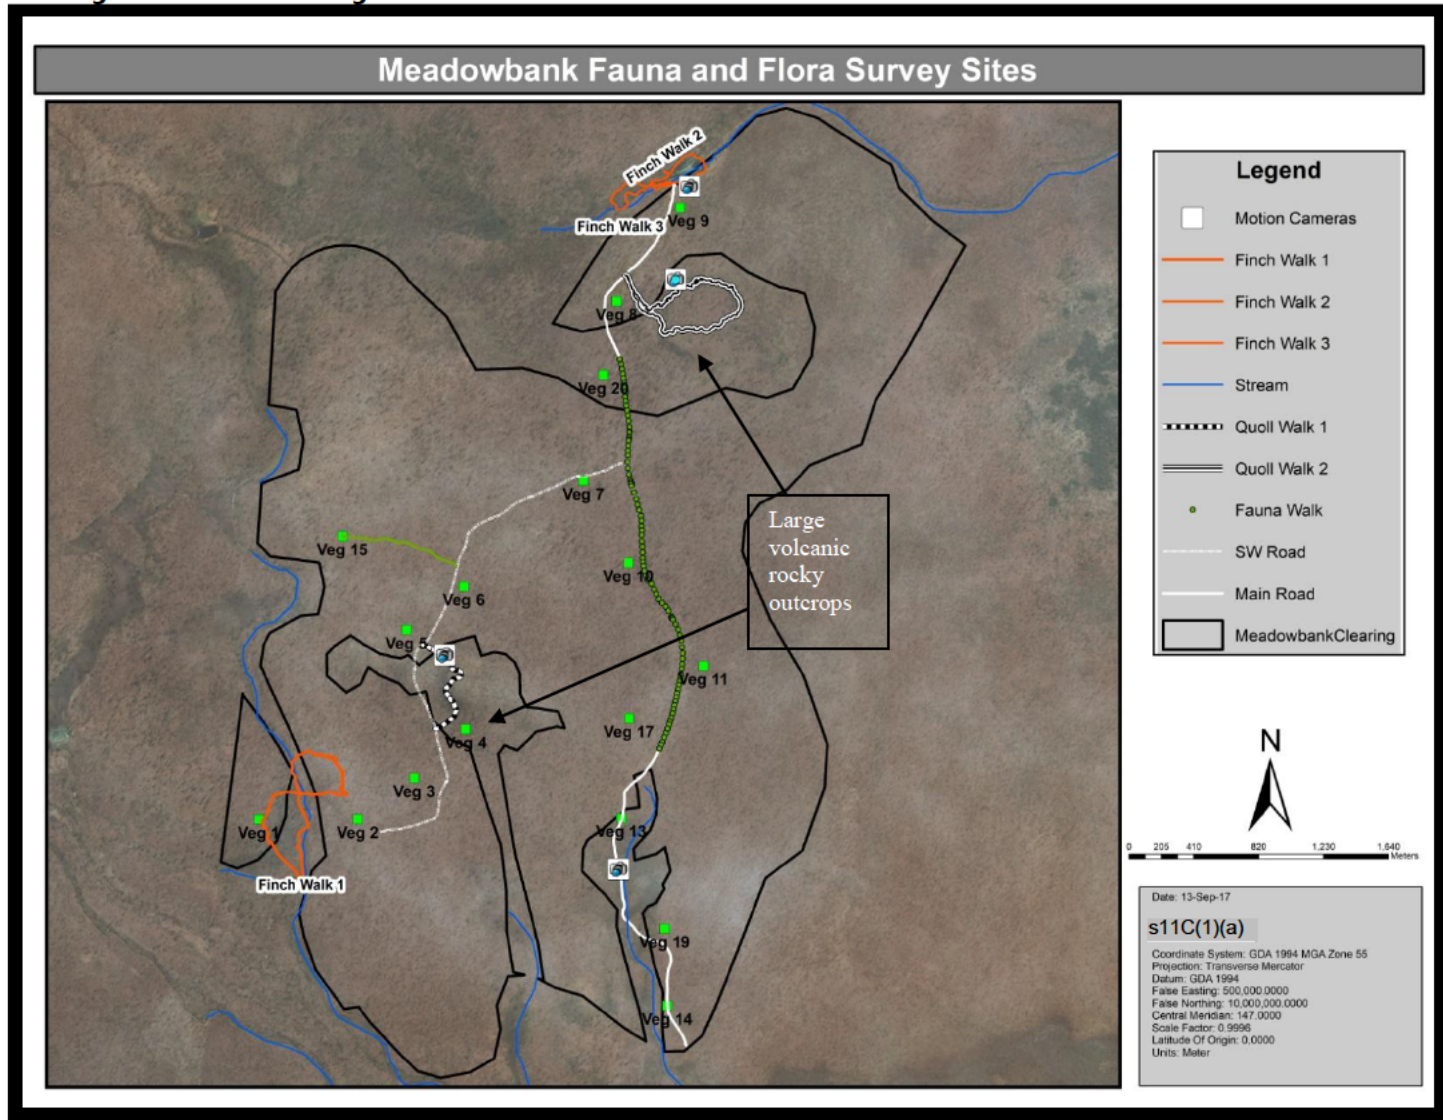 Meadowbank Fauna and Flora Survey Sites
Finch Walk 2
Finch Walk 3
Veg 9
Veg 8
Veg 20
Veg 7
Veg 15
Veg 10
Veg 6
Veg 5
Veg 11
Veg 17
Veg 4
Veg 3
Veg 1
Veg 2
Veg 13
Finch Walk 1
Veg 19
Veg 14
Large
volcanic
rocky
outcrops
Legend
Motion Cameras
Finch Walk 1
Finch Walk 2
Finch Walk 3
Stream
Quoll Walk 1
Quoll Walk 2
Fauna Walk
SW Road
Main Road
MeadowbankClearing
N
0 205 410 820 1,230 1,640
Meters
Date: 13-Sep-17
s11C(1)(a)
Coordinate System: GDA 1994 MGA Zone 55
Projection: Transverse Mercator
Datum: GDA 1994
False Easting: 500,000.0000
False Northing: 10,000,000.0000
Central Meridian: 147.0000
Scale Factor: 0.9996
Latitude Of Origin: 0.0000
Units: Meter